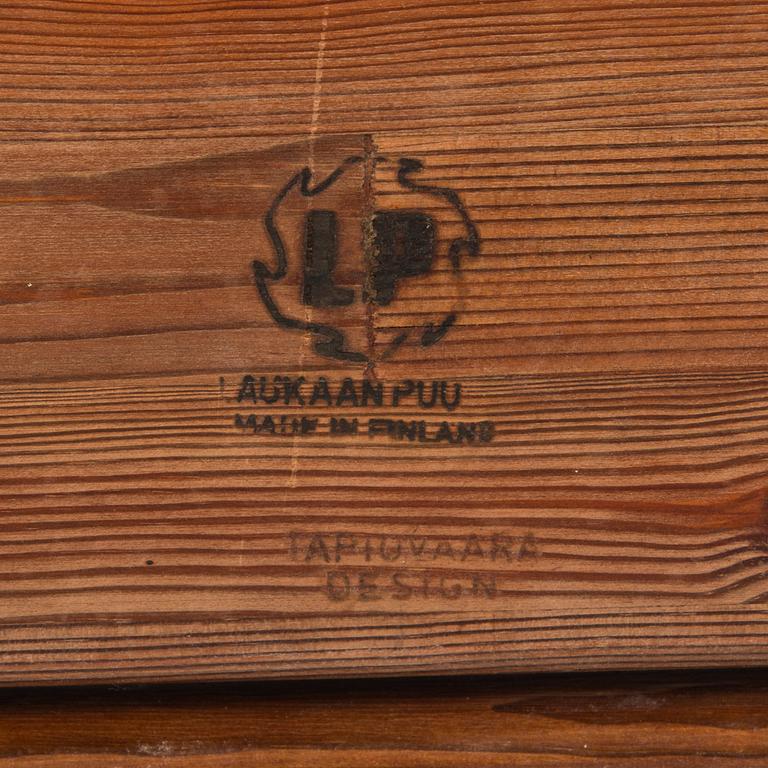 LP
LAUKAAN PUU
MADE IN FINLAND
TAPIOVAARA
DESIGN